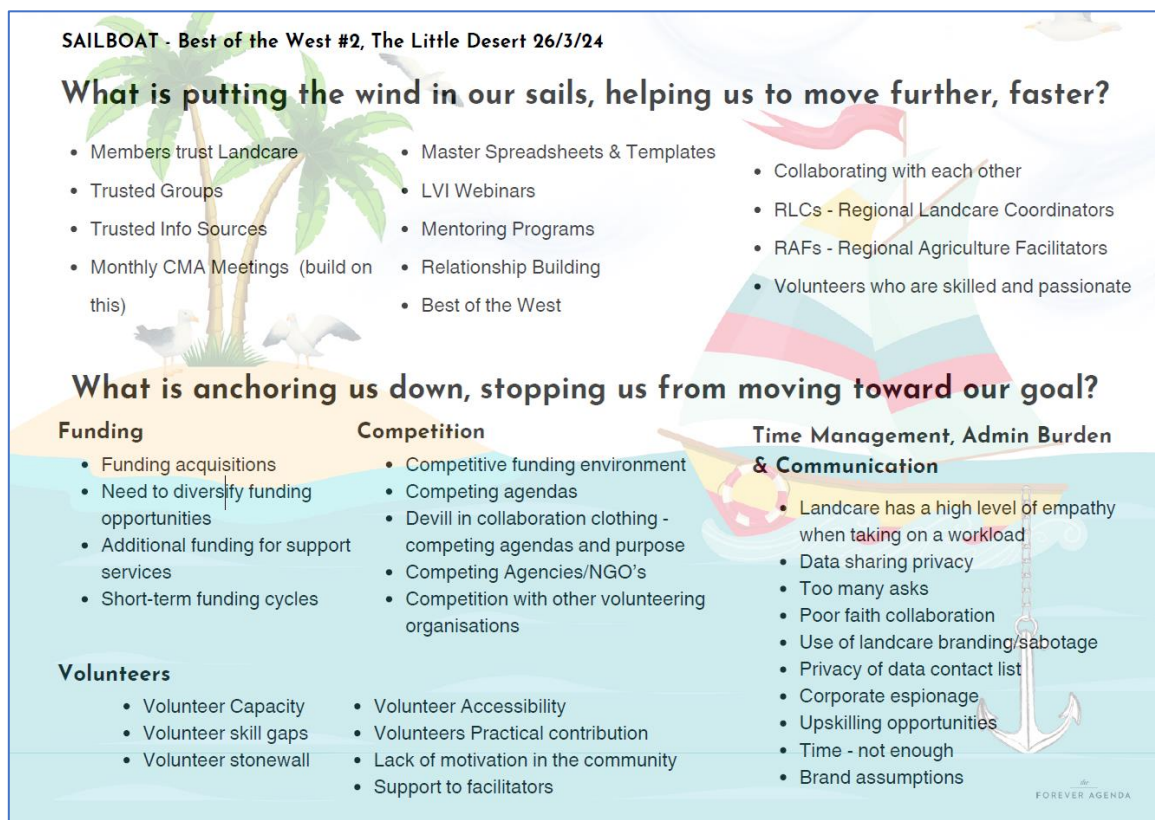 SAILBOAT - Best of the West #2, The Little Desert 26/3/24
What is putting the wind in our sails, helping us to move further, faster?
• Members trust Landcare
• Trusted Groups
• Trusted Info Sources
• Monthly CMA Meetings (build on
this)
• Master Spreadsheets & Templates
• LVI Webinars
• Mentoring Programs
• Relationship Building
• Best of the West
• Collaborating with each other
• RLCs - Regional Landcare Coordinators
• RAFs - Regional Agriculture Facilitators
• Volunteers who are skilled and passionate
What is anchoring us down, stopping us from moving toward our goal?
Funding
• Funding acquisitions
• Need to diversify funding
opportunities
• Additional funding for support
services
• Short-term funding cycles
Competition
• Competitive funding environment
• Competing agendas
• Devill in collaboration clothing -
competing agendas and purpose
• Competing Agencies/NGO's
• Competition with other volunteering
organisations
Time Management, Admin Burden
& Communication
• Landcare has a high level of empathy
when taking on a workload
• Data sharing privacy
• Too many asks
• Poor faith collaboration
• Use of landcare branding/sabotage
• Privacy of data contact list
• Corporate espionage
• Upskilling opportunities
• Time - not enough
• Brand assumptions
Volunteers
• Volunteer Capacity
• Volunteer skill gaps
• Volunteer stonewall
• Volunteer Accessibility
• Volunteers Practical contribution
• Lack of motivation in the community
• Support to facilitators
the
FOREVER AGENDA